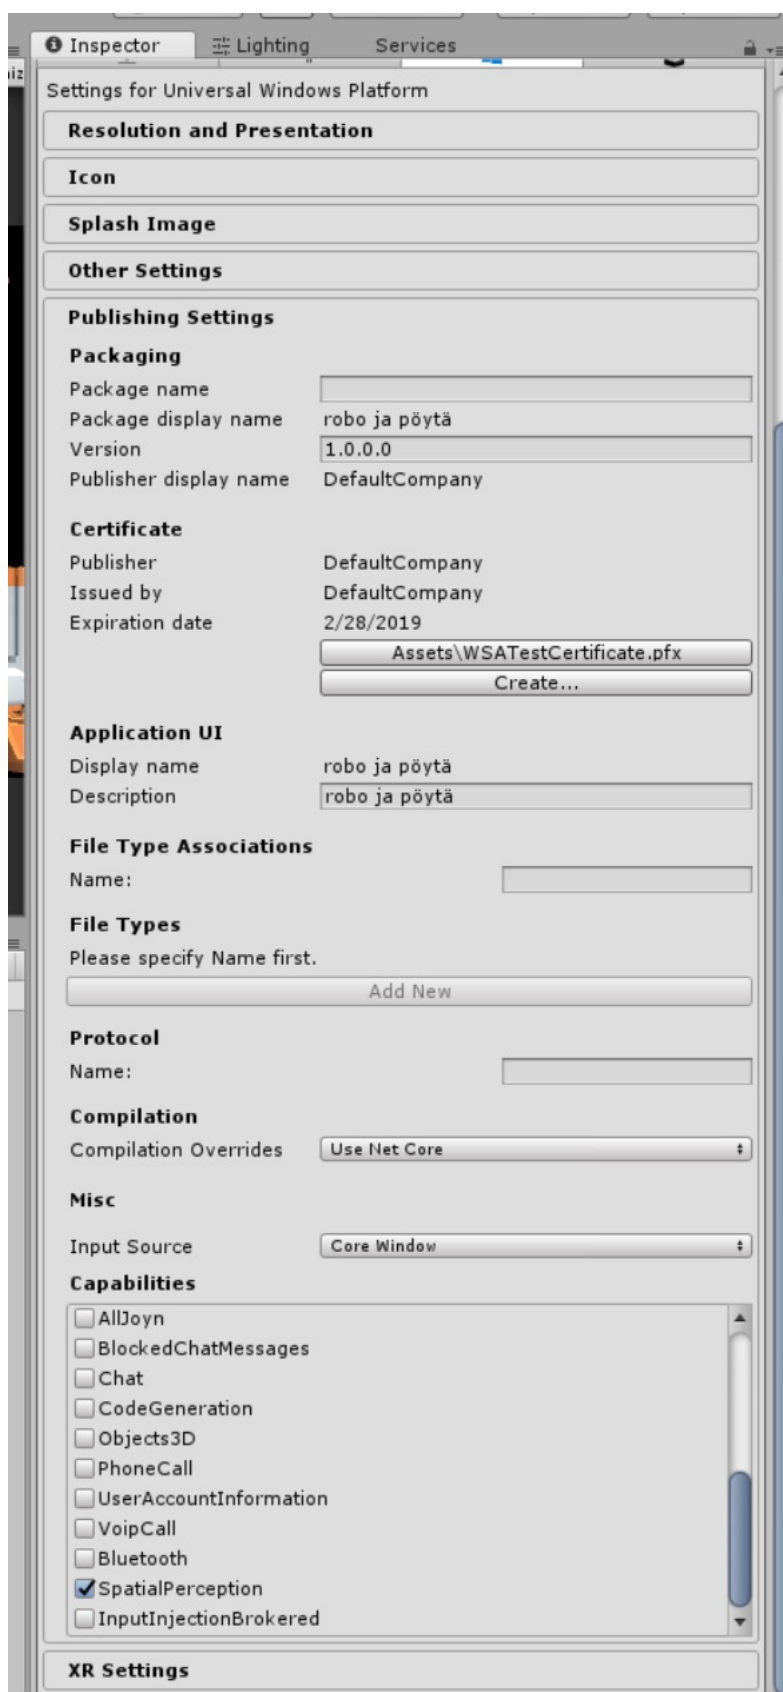 Inspector Lighting Services
Settings for Universal Windows Platform
Resolution and Presentation
Icon
Splash Image
Other Settings
Publishing Settings
Packaging
Package name
Package display name robo ja pöytä
Version 1.0.0.0
Publisher display name DefaultCompany
Certificate
Publisher DefaultCompany
Issued by DefaultCompany
Expiration date 2/28/2019
Assets\WSATestCertificate.pfx
Create...
Application UI
Display name robo ja pöytä
Description robo ja pöytä
File Type Associations
Name:
File Types
Please specify Name first.
Add New
Protocol
Name:
Compilation
Compilation Overrides Use Net Core
Misc
Input Source Core Window
Capabilities
AllJoyn
BlockedChatMessages
Chat
CodeGeneration
Objects3D
PhoneCall
UserAccountInformation
VoipCall
Bluetooth
SpatialPerception
InputInjectionBrokered
XR Settings